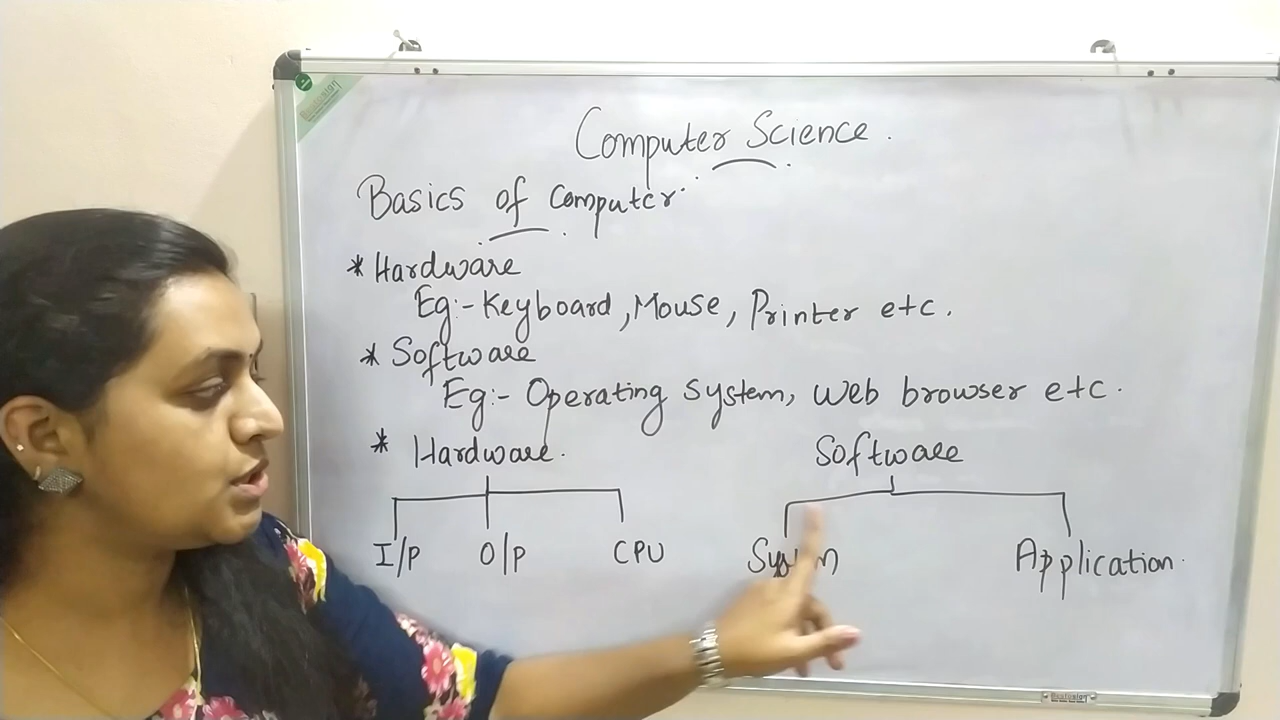 Computer Science.
Basics of Computer
* Hardware
Eg:- Keyboard, Mouse, Printer etc.
* Software
Eg:- Operating System, Web browser etc.
* Hardware. Software
I/P O/P CPU System Application.